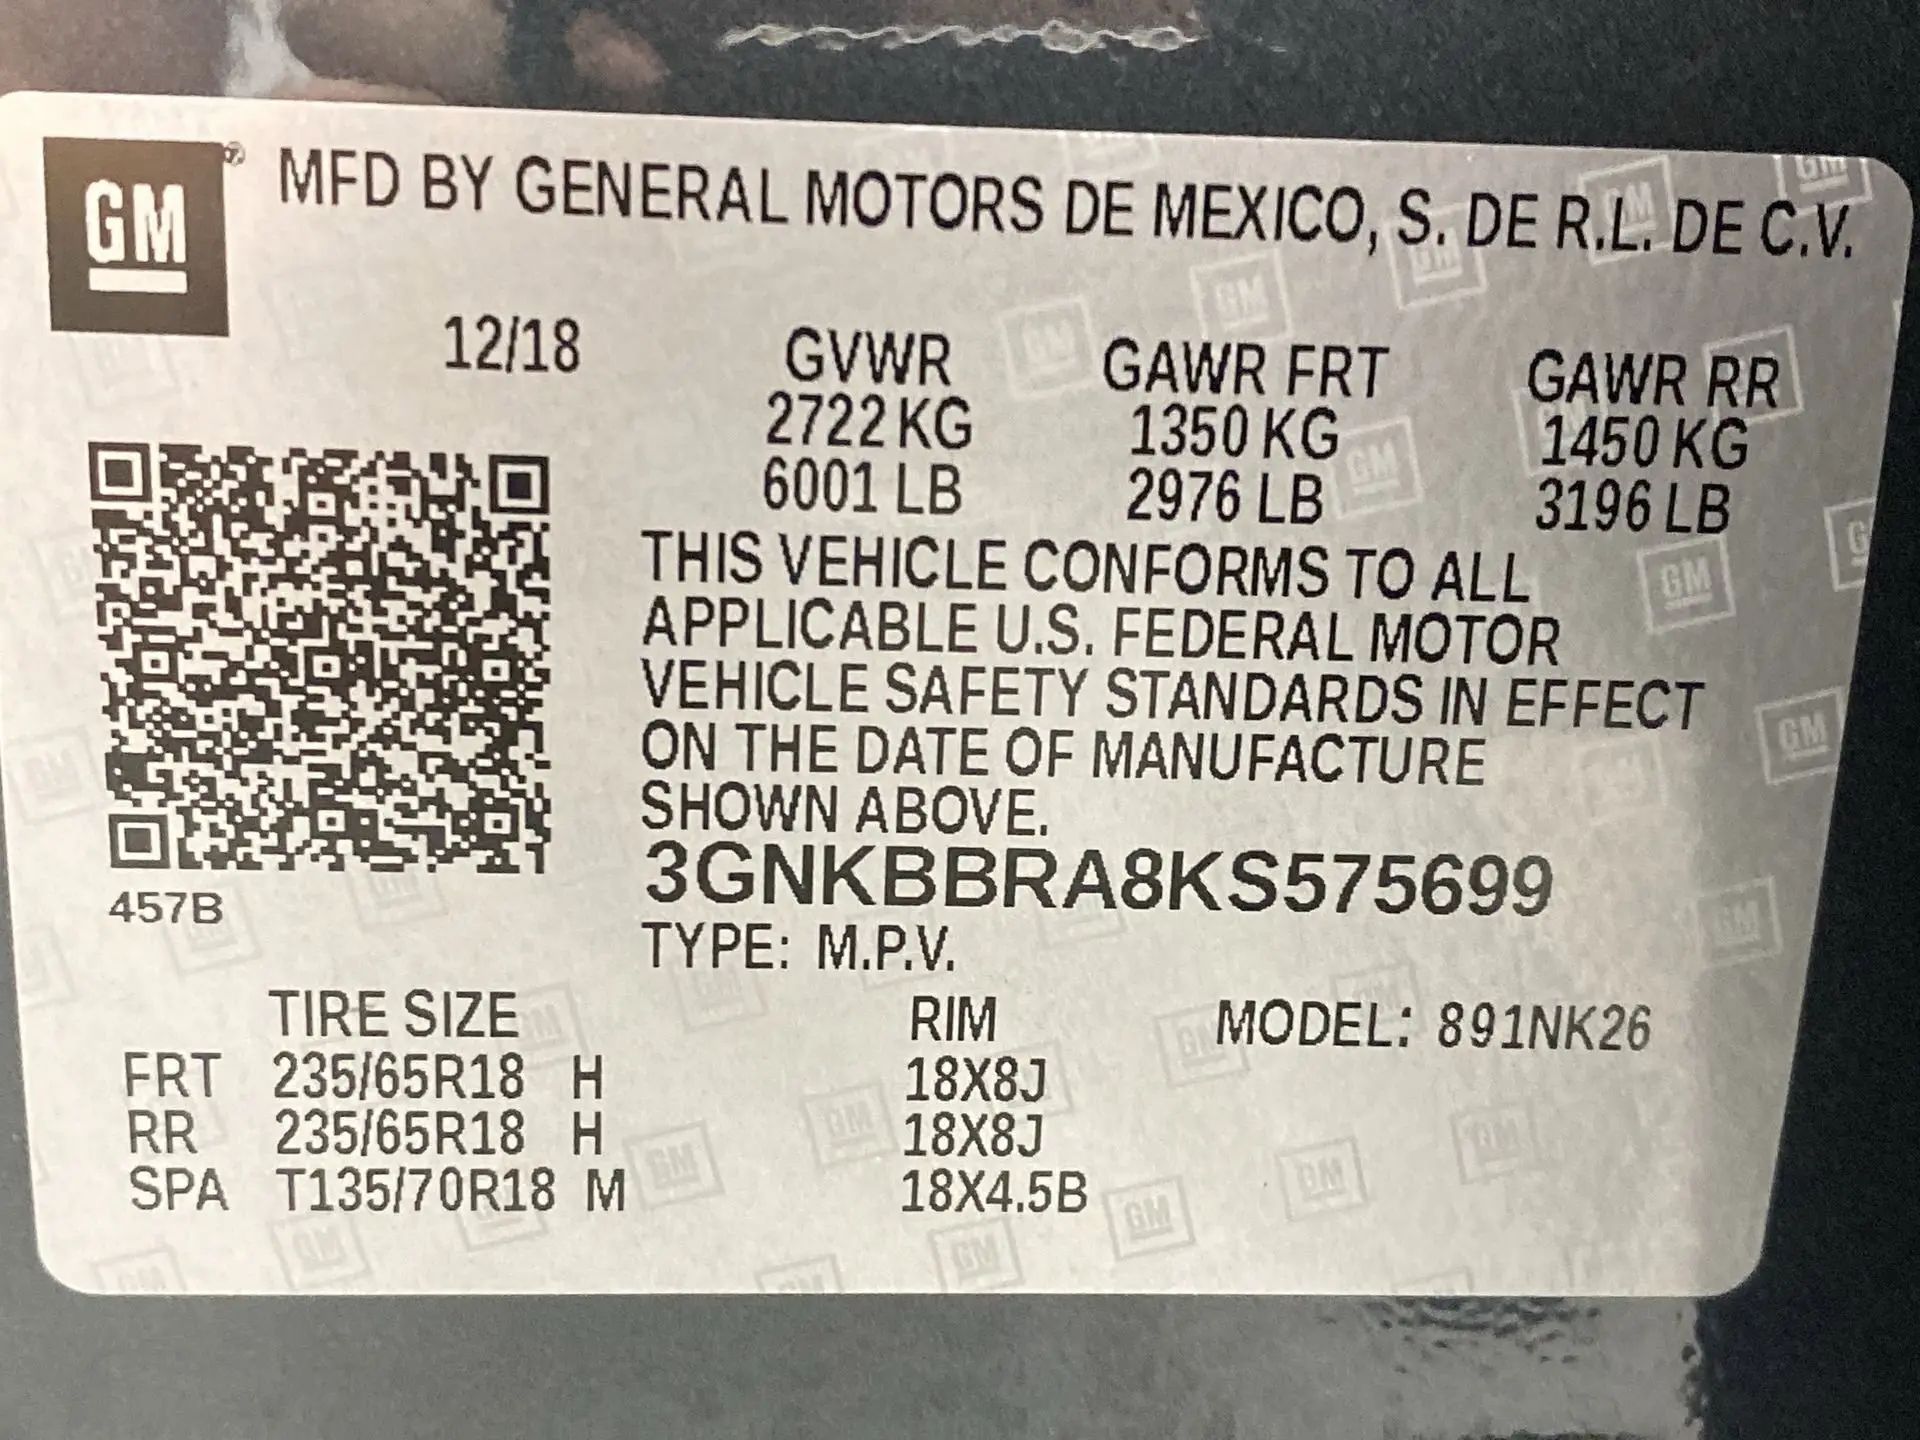 GM
MFD BY GENERAL MOTORS DE MEXICO, S. DE R.L. DE C.V.
12/18 GVWR GAWR FRT GAWR RR
2722 KG 1350 KG 1450 KG
6001 LB 2976 LB 3196 LB
THIS VEHICLE CONFORMS TO ALL
APPLICABLE U.S. FEDERAL MOTOR
VEHICLE SAFETY STANDARDS IN EFFECT
ON THE DATE OF MANUFACTURE
SHOWN ABOVE.
3GNKBBRA8KS575699
457B
TYPE: M.P.V.
TIRE SIZE RIM MODEL: 891NK26
FRT 235/65R18 H 18X8J
RR 235/65R18 H 18X8J
SPA T135/70R18 M 18X4.5B